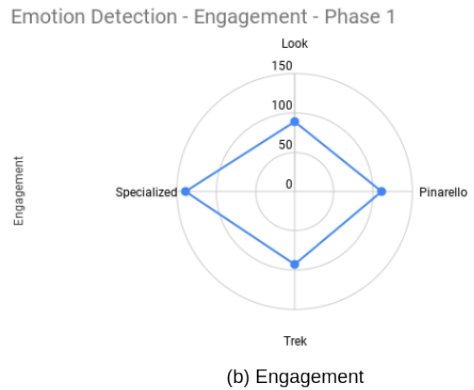 Emotion Detection - Engagement - Phase 1
Look
150
100
50
0
Engagement
Specialized
Pinarello
Trek
(b) Engagement